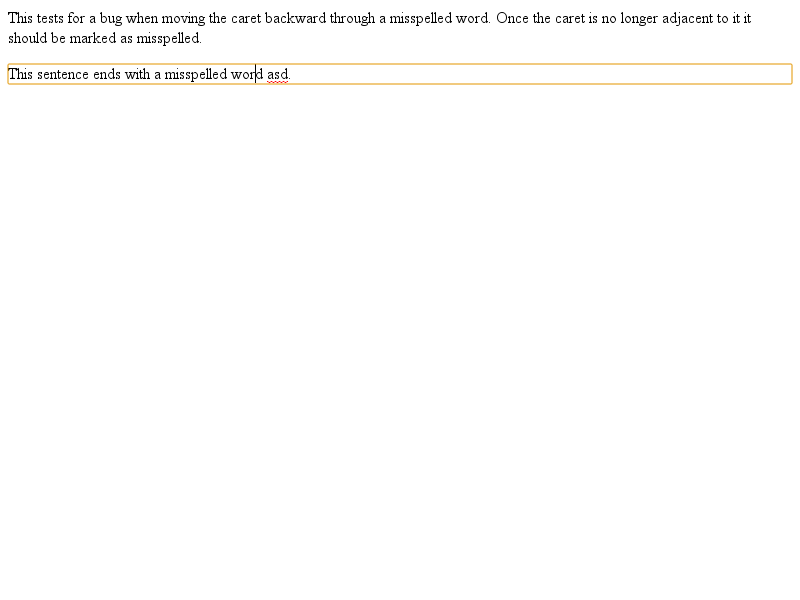 This tests for a bug when moving the caret backward through a misspelled word. Once the caret is no longer adjacent to it it
should be marked as misspelled.
This sentence ends with a misspelled word asd.